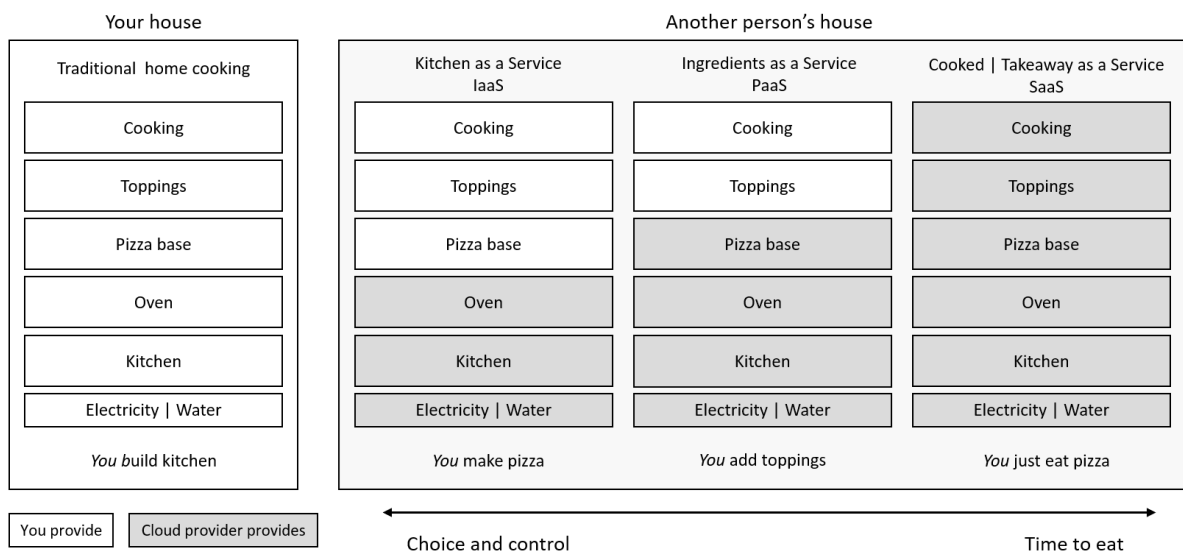 Your house
Another person's house
Traditional home cooking
Cooking
Toppings
Pizza base
Oven
Kitchen
Electricity | Water
You build kitchen
Kitchen as a Service
IaaS
Cooking
Toppings
Pizza base
Oven
Kitchen
Electricity | Water
You make pizza
Ingredients as a Service
PaaS
Cooking
Toppings
Pizza base
Oven
Kitchen
Electricity | Water
You add toppings
Cooked | Takeaway as a Service
SaaS
Cooking
Toppings
Pizza base
Oven
Kitchen
Electricity | Water
You just eat pizza
You provide
Cloud provider provides
Choice and control
Time to eat